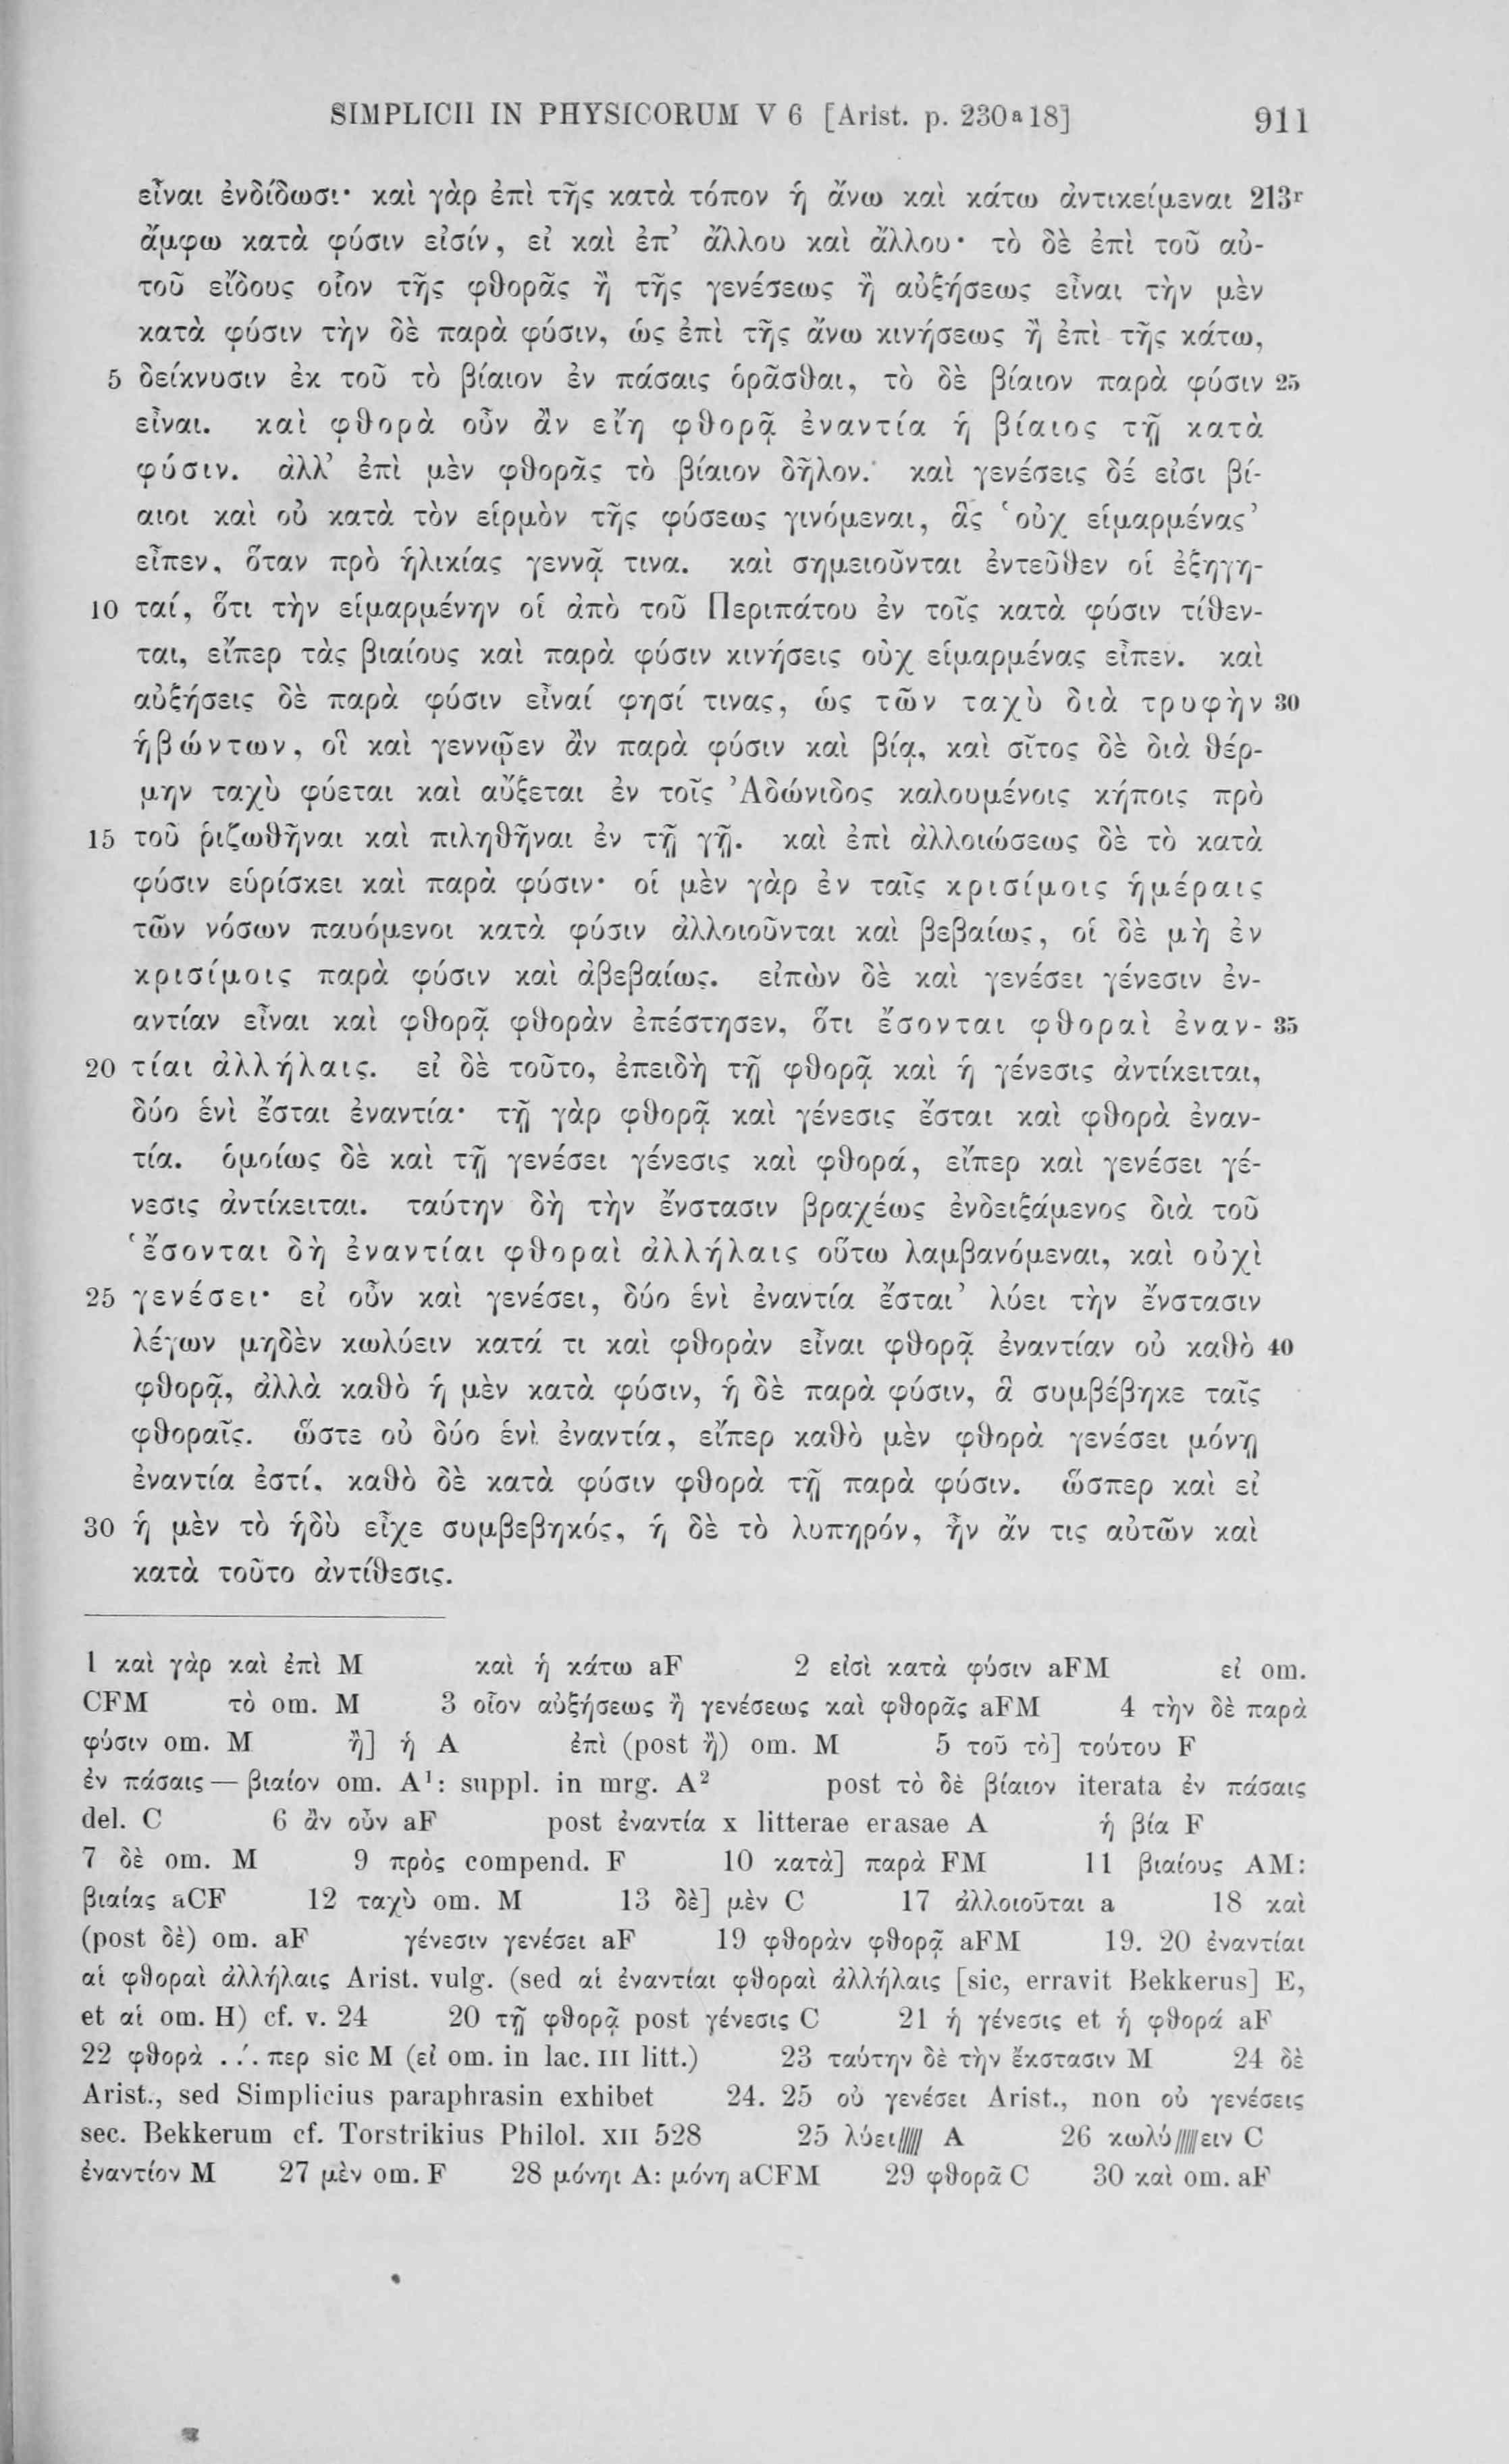 SIMPLICII IN PHYSICORUM V 6 [Arist. p. 230ᵃ18] 911
εἶναι ἐνδίδωσι· καὶ γὰρ ἐπὶ τῆς κατὰ τόπον ἡ ἄνω καὶ κάτω ἀντικείμεναι 213ʳ
ἄμφω κατὰ φύσιν εἰσίν, εἰ καὶ ἐπ’ ἄλλου καὶ ἄλλου· τὸ δὲ ἐπὶ τοῦ αὐ-
τοῦ εἴδους οἷον τῆς φθορᾶς ἢ τῆς γενέσεως ἢ αὐξήσεως εἶναι τὴν μὲν
κατὰ φύσιν τὴν δὲ παρὰ φύσιν, ὡς ἐπὶ τῆς ἄνω κινήσεως ἢ ἐπὶ τῆς κάτω,
5 δείκνυσιν ἐκ τοῦ τὸ βίαιον ἐν πάσαις ὁρᾶσθαι, τὸ δὲ βίαιον παρὰ φύσιν 25
εἶναι. καὶ φθορὰ οὖν ἂν εἴη φθορᾷ ἐναντία ἡ βίαιος τῇ κατὰ
φύσιν. ἀλλ’ ἐπὶ μὲν φθορᾶς τὸ βίαιον δῆλον. καὶ γενέσεις δέ εἰσι βί-
αιοι καὶ οὐ κατὰ τὸν εἱρμὸν τῆς φύσεως γινόμεναι, ἃς ‘οὐχ εἱμαρμένας’
εἶπεν, ὅταν πρὸ ἡλικίας γεννᾷ τινα. καὶ σημειοῦνται ἐντεῦθεν οἱ ἐξηγη-
10 ταί, ὅτι τὴν εἱμαρμένην οἱ ἀπὸ τοῦ Περιπάτου ἐν τοῖς κατὰ φύσιν τίθεν-
ται, εἴπερ τὰς βιαίους καὶ παρὰ φύσιν κινήσεις οὐχ εἱμαρμένας εἶπεν. καὶ
αὐξήσεις δὲ παρὰ φύσιν εἶναί φησί τινας, ὡς τῶν ταχὺ διὰ τρυφὴν 30
ἡβώντων, οἳ καὶ γεννῷεν ἂν παρὰ φύσιν καὶ βίᾳ, καὶ σῖτος δὲ διὰ θέρ-
μην ταχὺ φύεται καὶ αὔξεται ἐν τοῖς Ἀδώνιδος καλουμένοις κήποις πρὸ
15 τοῦ ῥιζωθῆναι καὶ πιληθῆναι ἐν τῇ γῇ. καὶ ἐπὶ ἀλλοιώσεως δὲ τὸ κατὰ
φύσιν εὑρίσκει καὶ παρὰ φύσιν· οἱ μὲν γὰρ ἐν ταῖς κρισίμοις ἡμέραις
τῶν νόσων παυόμενοι κατὰ φύσιν ἀλλοιοῦνται καὶ βεβαίως, οἱ δὲ μὴ ἐν
κρισίμοις παρὰ φύσιν καὶ ἀβεβαίως. εἰπὼν δὲ καὶ γενέσει γένεσιν ἐν-
αντίαν εἶναι καὶ φθορᾷ φθορὰν ἐπέστησεν, ὅτι ἔσονται φθοραὶ ἐναν- 35
20 τίαι ἀλλήλαις. εἰ δὲ τοῦτο, ἐπειδὴ τῇ φθορᾷ καὶ ἡ γένεσις ἀντίκειται,
δύο ἑνὶ ἔσται ἐναντία· τῇ γὰρ φθορᾷ καὶ γένεσις ἔσται καὶ φθορὰ ἐναν-
τία. ὁμοίως δὲ καὶ τῇ γενέσει γένεσις καὶ φθορά, εἴπερ καὶ γενέσει γέ-
νεσις ἀντίκειται. ταύτην δὴ τὴν ἔνστασιν βραχέως ἐνδειξάμενος διὰ τοῦ
‘ἔσονται δὴ ἐναντίαι φθοραὶ ἀλλήλαις οὕτω λαμβανόμεναι, καὶ οὐχὶ
25 γενέσει· εἰ οὖν καὶ γενέσει, δύο ἑνὶ ἐναντία ἔσται’ λύει τὴν ἔνστασιν
λέγων μηδὲν κωλύειν κατά τι καὶ φθορὰν εἶναι φθορᾷ ἐναντίαν οὐ καθὸ 40
φθορᾷ, ἀλλὰ καθὸ ἡ μὲν κατὰ φύσιν, ἡ δὲ παρὰ φύσιν, ἃ συμβέβηκε ταῖς
φθοραῖς. ὥστε οὐ δύο ἑνὶ ἐναντία, εἴπερ καθὸ μὲν φθορὰ γενέσει μόνῃ
ἐναντία ἐστί, καθὸ δὲ κατὰ φύσιν φθορὰ τῇ παρὰ φύσιν. ὥσπερ καὶ εἰ
30 ἡ μὲν τὸ ἡδὺ εἶχε συμβεβηκός, ἡ δὲ τὸ λυπηρόν, ἦν ἄν τις αὐτῶν καὶ
κατὰ τοῦτο ἀντίθεσις.
1 καὶ γὰρ καὶ ἐπὶ M καὶ ἡ κάτω aF 2 εἰσὶ κατὰ φύσιν aFM εἰ om.
CFM τὸ om. M 3 οἷον αὐξήσεως ἢ γενέσεως καὶ φθορᾶς aFM 4 τὴν δὲ παρὰ
φύσιν om. M ἢ] ἡ A ἐπὶ (post ἢ) om. M 5 τοῦ τὸ] τούτου F
ἐν πάσαις — βιαίον om. A¹: suppl. in mrg. A² post τὸ δὲ βίαιον iterata ἐν πάσαις
del. C 6 ἂν οὖν aF post ἐναντία x litterae erasae A ἡ βία F
7 δὲ om. M 9 πρὸς compend. F 10 κατὰ] παρὰ FM 11 βιαίους AM:
βιαίας aCF 12 ταχὺ om. M 13 δὲ] μὲν C 17 ἀλλοιοῦται a 18 καὶ
(post δὲ) om. aF γένεσιν γενέσει aF 19 φθορὰν φθορᾷ aFM 19. 20 ἐναντίαι
αἱ φθοραὶ ἀλλήλαις Arist. vulg. (sed αἱ ἐναντίαι φθοραὶ ἀλλήλαις [sic, erravit Bekkerus] E,
et αἱ om. H) cf. v. 24 20 τῇ φθορᾷ post γένεσις C 21 ἡ γένεσις et ἡ φθορά aF
22 φθορὰ . .′. περ sic M (εἰ om. in lac. III litt.) 23 ταύτην δὲ τὴν ἔκστασιν M 24 δὲ
Arist., sed Simplicius paraphrasin exhibet 24. 25 οὐ γενέσει Arist., non οὐ γενέσεις
sec. Bekkerum cf. Torstrikius Philol. XII 528 25 λύει///// A 26 κωλύ/////ειν C
ἐναντίον M 27 μὲν om. F 28 μόνηι A: μόνη aCFM 29 φθορᾶ C 30 καὶ om. aF